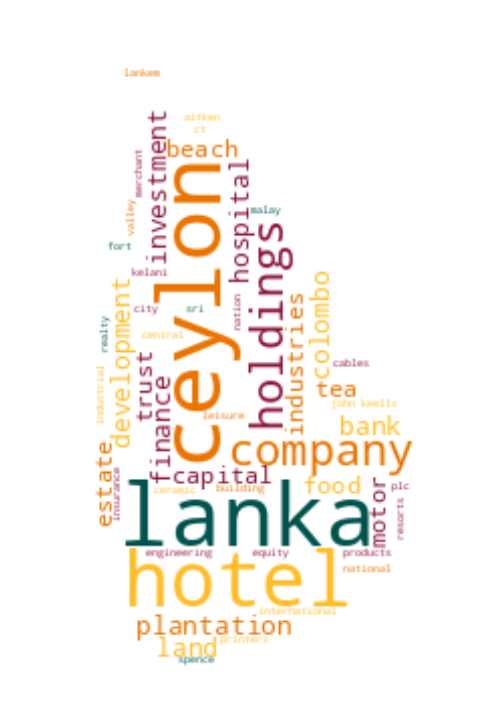 lankem
aitken
ct
investment
beach
merchant
ceylon
hospital
valley
malay
fort
holdings
kelani
colombo
development
industries
nation
city
sri
realty
central
trust
cables
finance
tea
industrial
john keells
leisure
bank
company
estate
insurance
capital
motor
ceramic
building
food
plc
resorts
lanka
engineering
equity
products
hotel
national
international
plantation
printers
land
spence